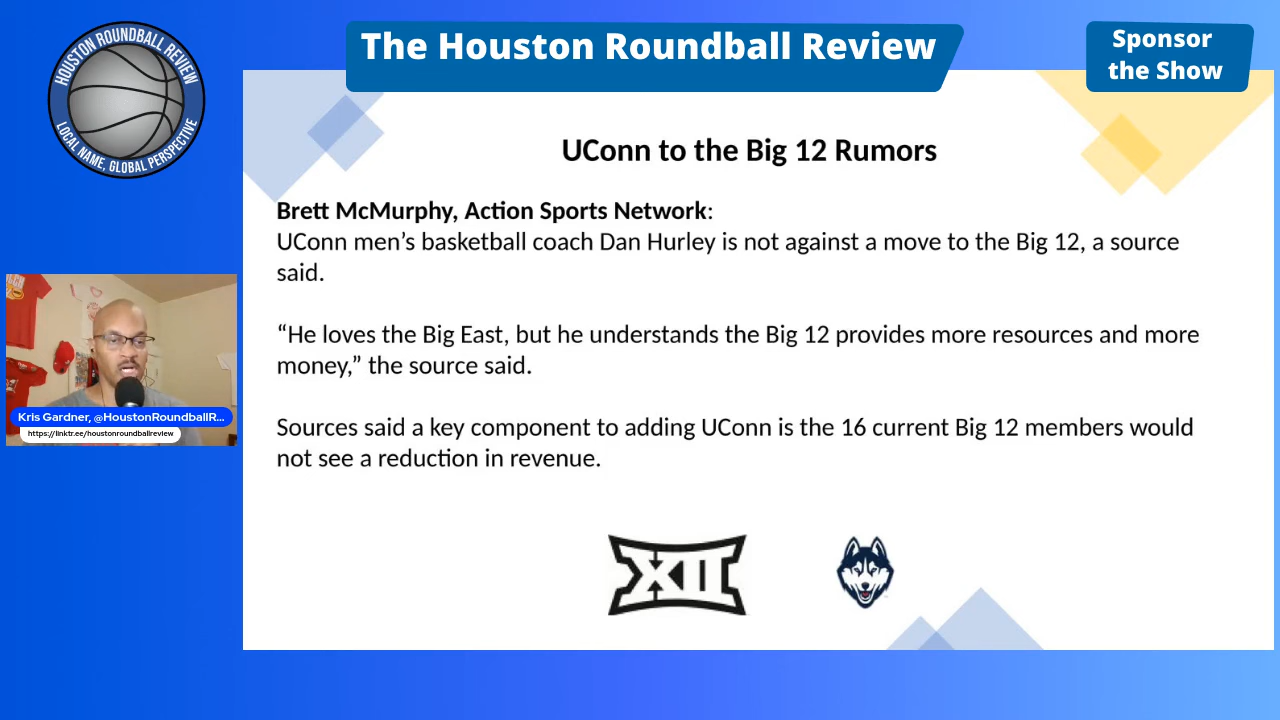 HOUSTON ROUNDBALL REVIEW
LOCAL NAME, GLOBAL PERSPECTIVE
The Houston Roundball Review
Sponsor
the Show
UConn to the Big 12 Rumors
Brett McMurphy, Action Sports Network:
UConn men’s basketball coach Dan Hurley is not against a move to the Big 12, a source
said.
“He loves the Big East, but he understands the Big 12 provides more resources and more
money,” the source said.
Sources said a key component to adding UConn is the 16 current Big 12 members would
not see a reduction in revenue.
XII
Kris Gardner, @HoustonRoundballR...
https://linktr.ee/houstonroundballreview